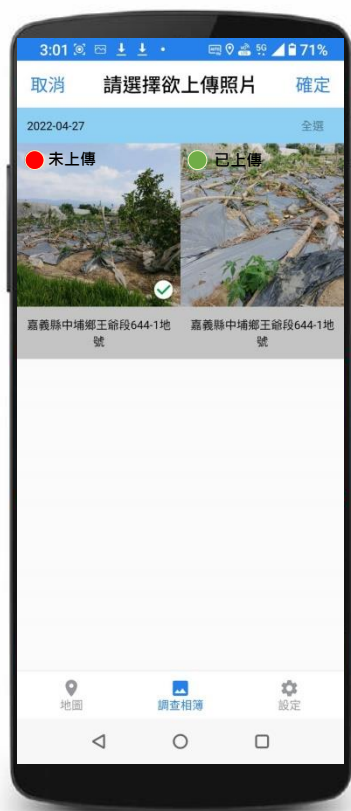 3:01 5G 71%
取消 請選擇欲上傳照片 確定
2022-04-27 全選
未上傳 已上傳
嘉義縣中埔鄉王爺段644-1地
號
嘉義縣中埔鄉王爺段644-1地
號
地圖 調查相簿 設定